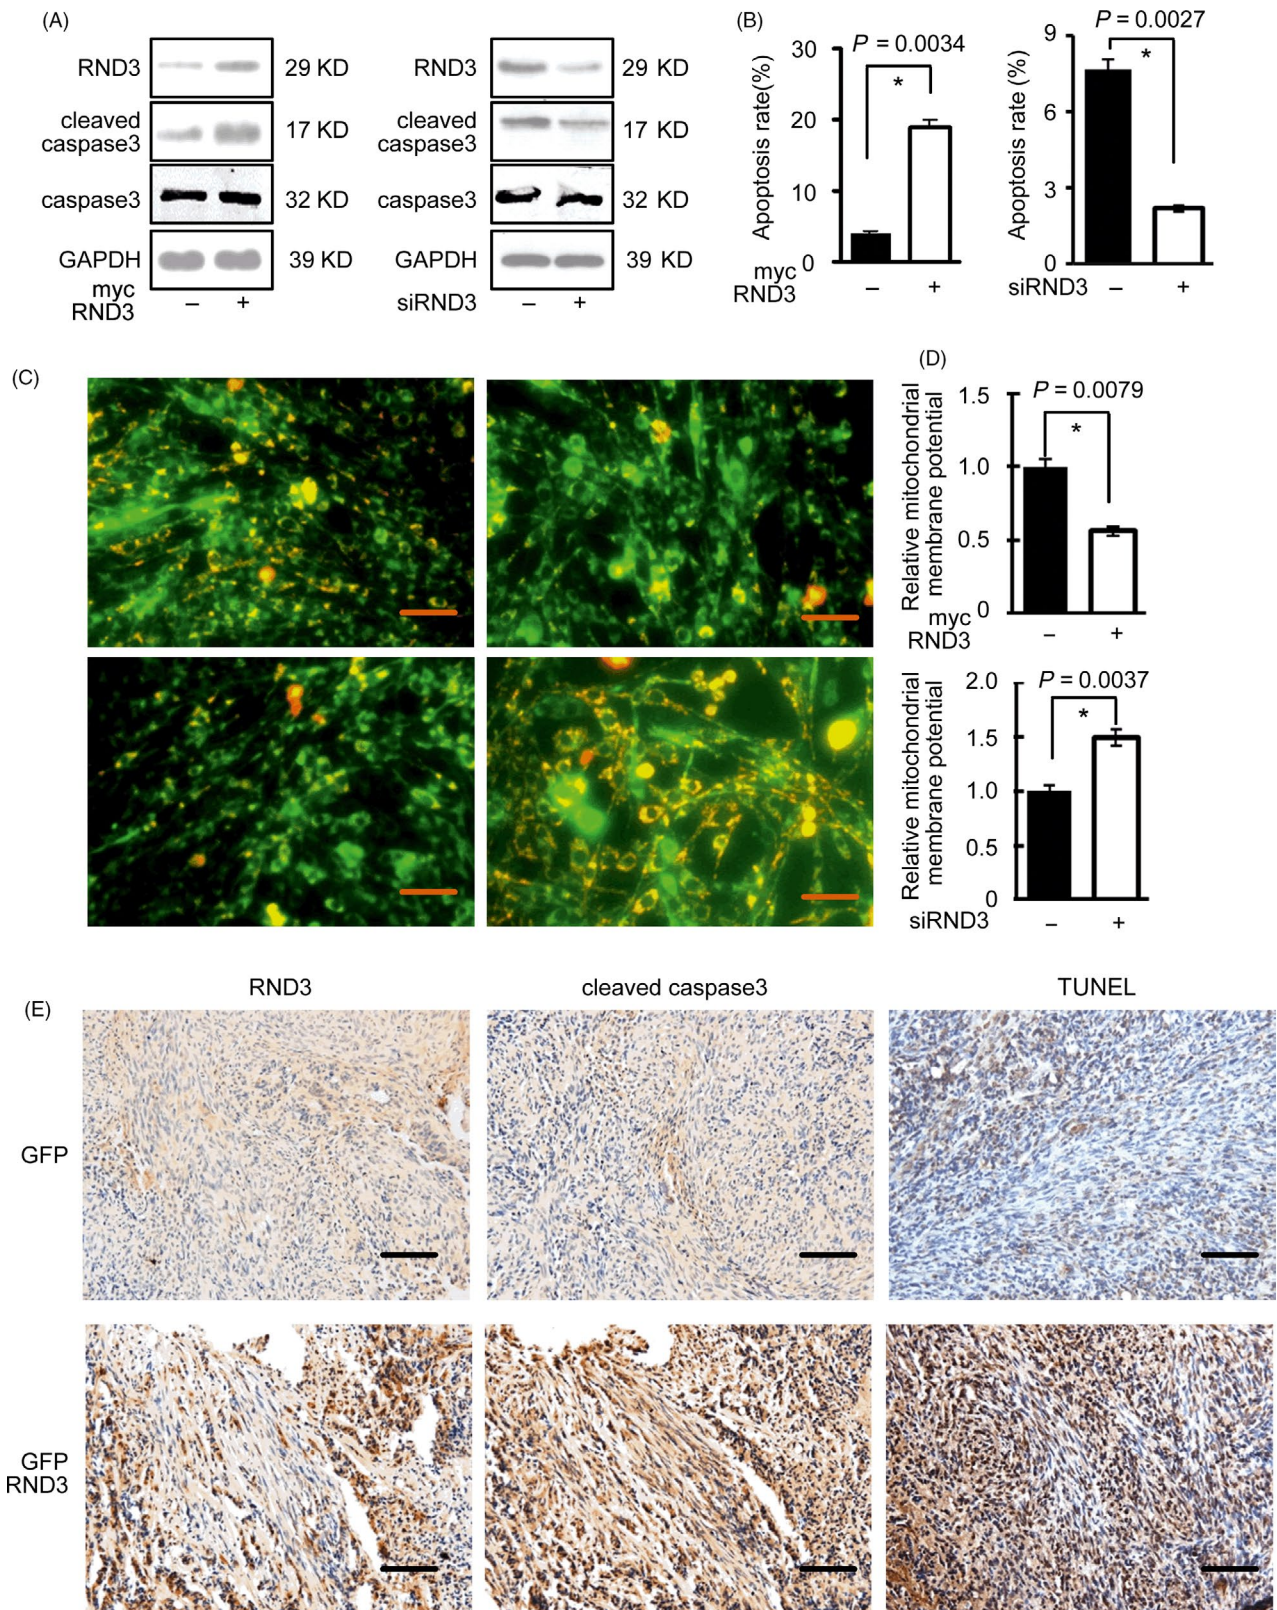 (A)
RND3
29 KD
cleaved
caspase3
17 KD
caspase3
32 KD
GAPDH
39 KD
myc
RND3
– +
RND3
29 KD
cleaved
caspase3
17 KD
caspase3
32 KD
GAPDH
39 KD
siRND3
– +
(B)
P = 0.0034
*
Apoptosis rate(%)
30
20
10
0
myc
RND3
– +
P = 0.0027
*
Apoptosis rate (%)
9
6
3
0
siRND3
– +
(C)
(D)
P = 0.0079
*
Relative mitochondrial
membrane potential
1.5
1.0
0.5
0
myc
RND3
– +
P = 0.0037
*
Relative mitochondrial
membrane potential
2.0
1.5
1.0
0.5
0
siRND3
– +
(E)
RND3
cleaved caspase3
TUNEL
GFP
GFP
RND3